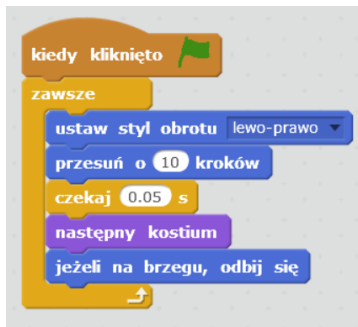 kiedy kliknięto
zawsze
ustaw styl obrotu lewo-prawo
przesuń o 10 kroków
czekaj 0.05 s
następny kostium
jeżeli na brzegu, odbij się